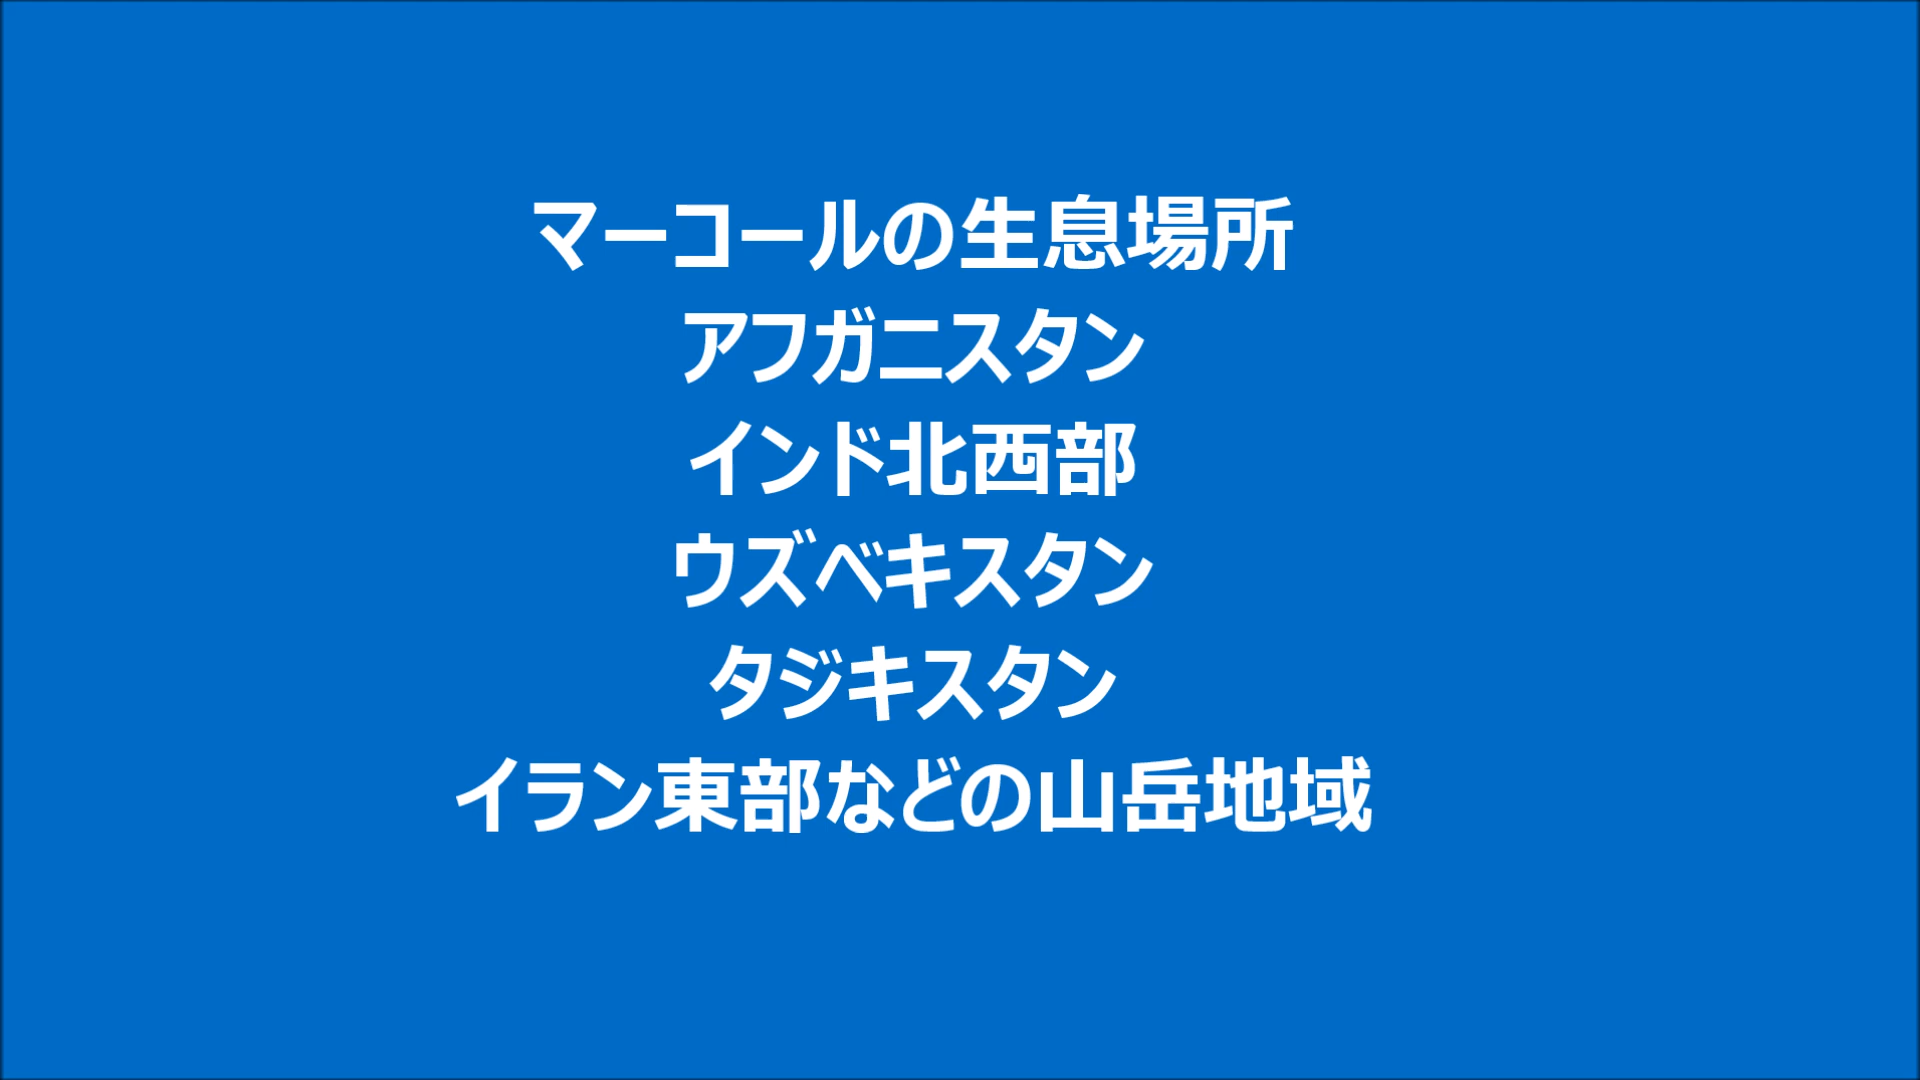 マーコールの生息場所
アフガニスタン
インド北西部
ウズベキスタン
タジキスタン
イラン東部などの山岳地域